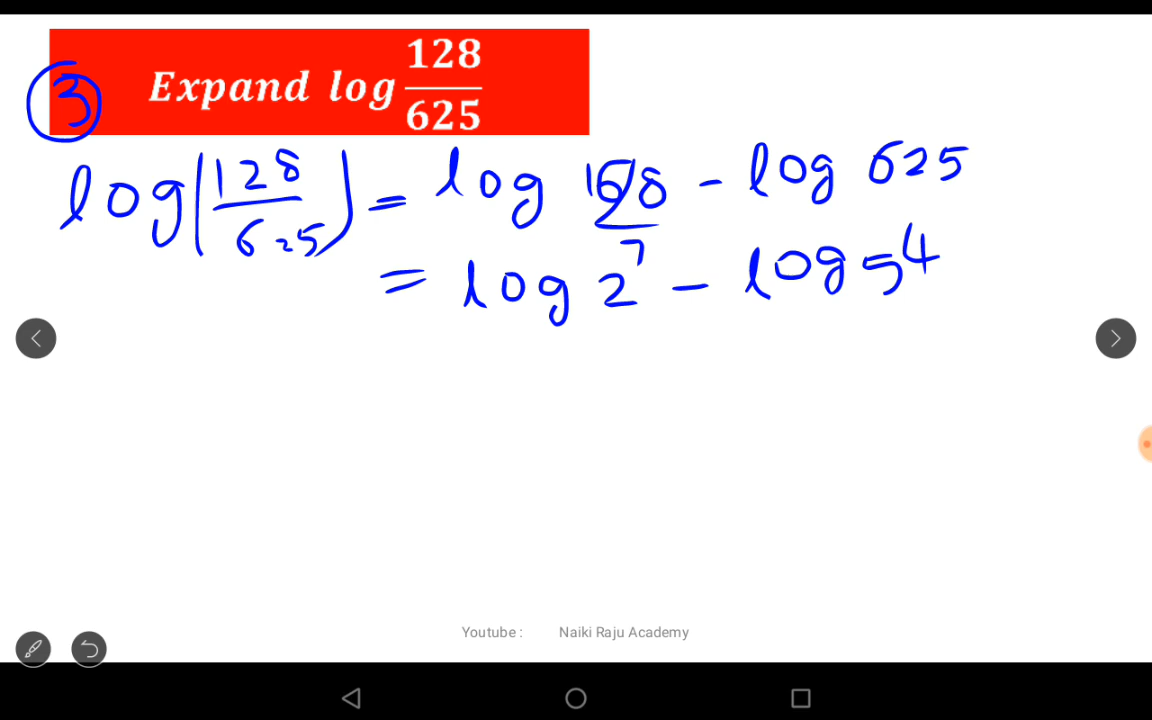 ③ Expand log 128/625
log(128/625) = log 128 - log 625
= log 2^7 - log 5^4
Youtube : Naiki Raju Academy